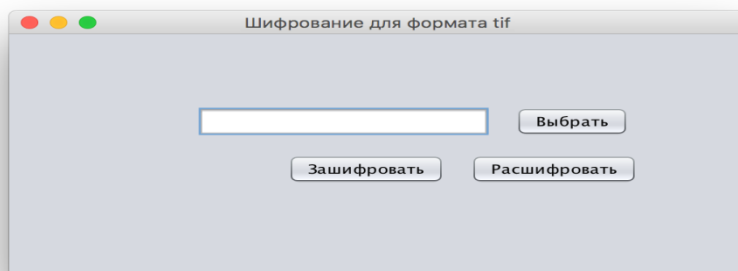 Шифрование для формата tif
Выбрать
Зашифровать Расшифровать